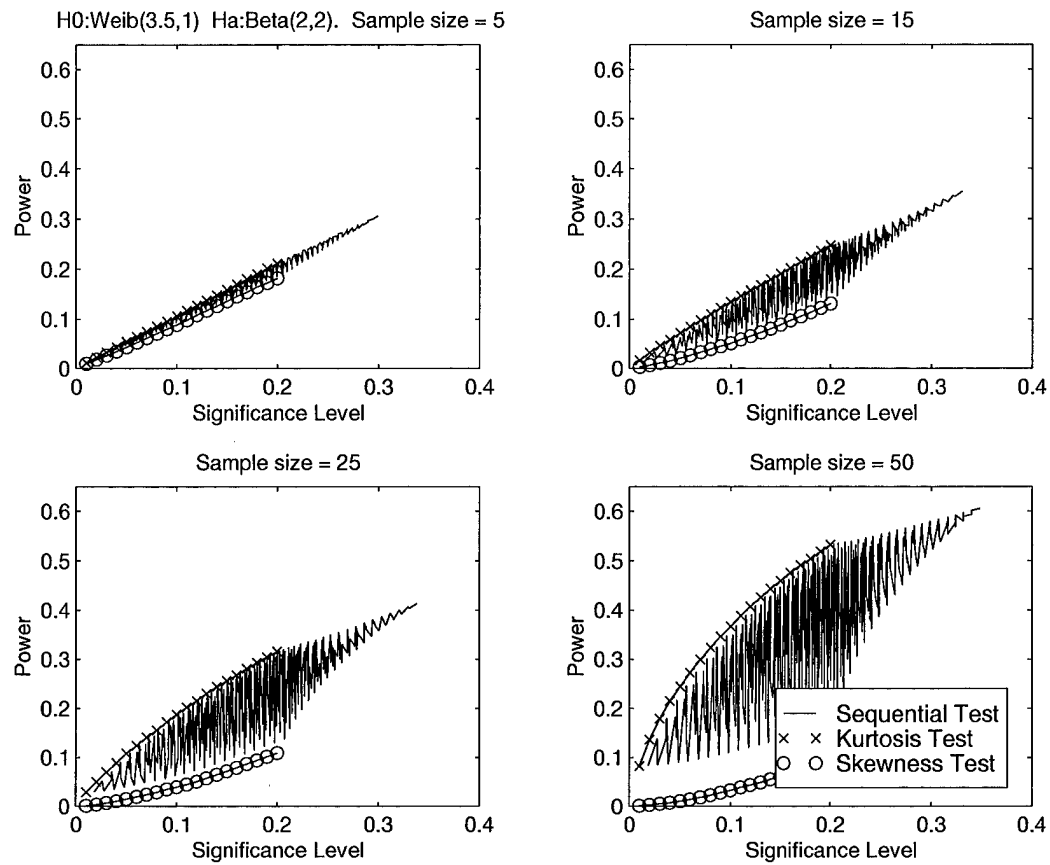 H0:Weib(3.5,1) Ha:Beta(2,2). Sample size = 5
0.6
0.5
0.4
0.3
0.2
0.1
0
Power
0 0.1 0.2 0.3 0.4
Significance Level
Sample size = 15
0.6
0.5
0.4
0.3
0.2
0.1
0
Power
0 0.1 0.2 0.3 0.4
Significance Level
Sample size = 25
0.6
0.5
0.4
0.3
0.2
0.1
0
Power
0 0.1 0.2 0.3 0.4
Significance Level
Sample size = 50
0.6
0.5
0.4
0.3
0.2
0.1
0
Power
0 0.1 0.2 0.3 0.4
Significance Level
Sequential Test
Kurtosis Test
Skewness Test